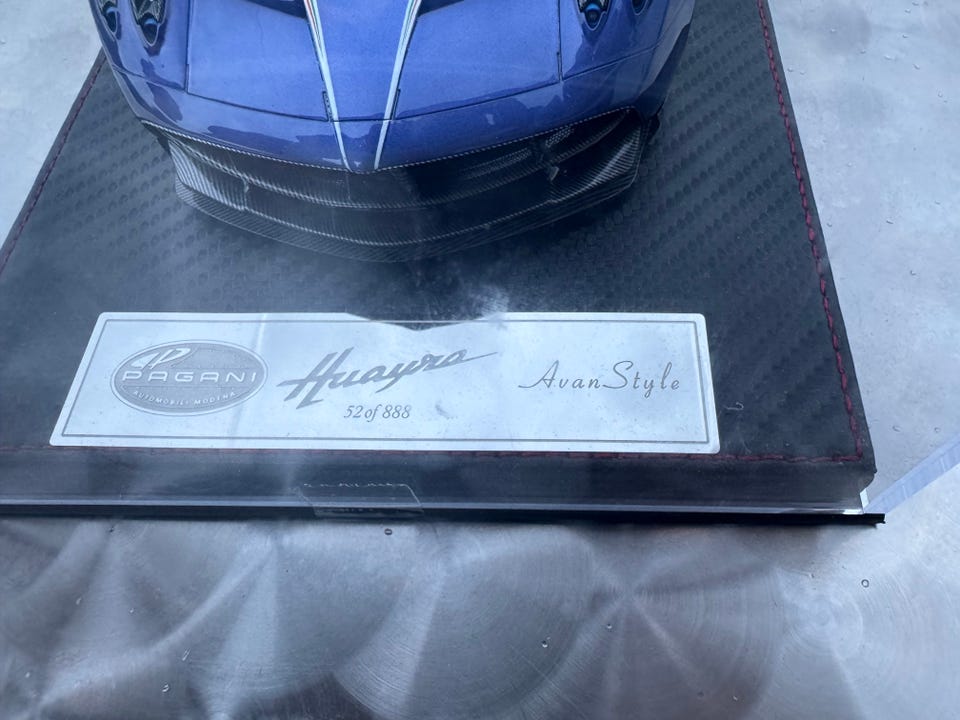 PAGANI
AUTOMOBILI MODENA
Huayra
52 of 888
AvanStyle